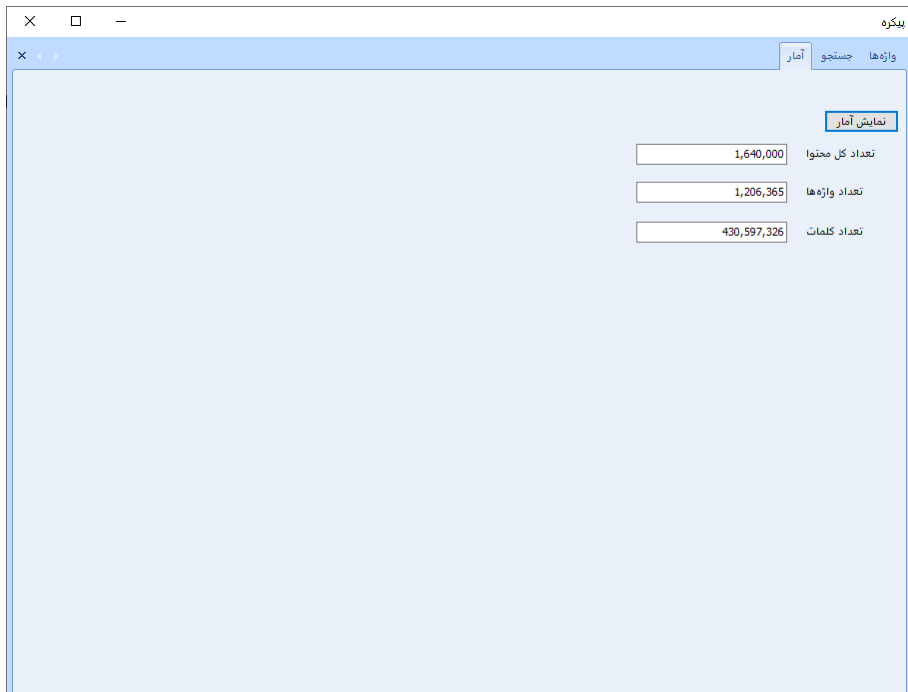 پیکره
واژه‌ها جستجو آمار
نمایش آمار
تعداد کل محتوا 1,640,000
تعداد واژه‌ها 1,206,365
تعداد کلمات 430,597,326